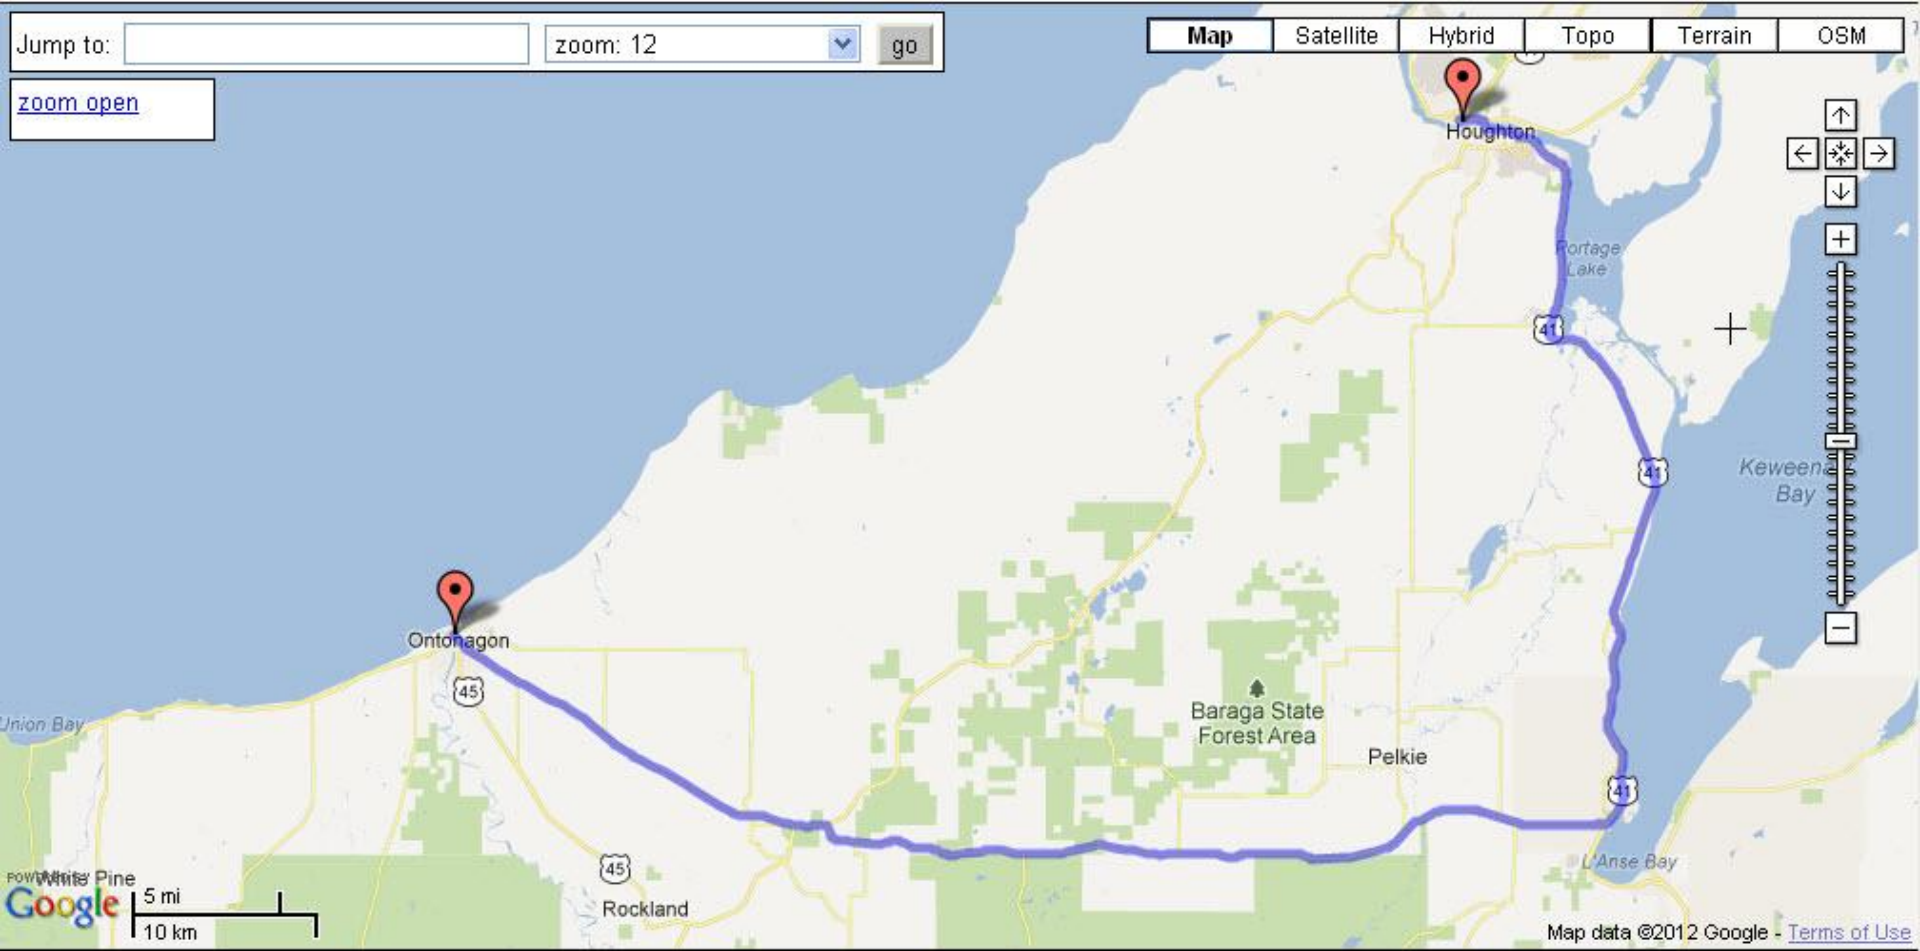 Jump to:
zoom: 12
go
Map
Satellite
Hybrid
Topo
Terrain
OSM
zoom open
Houghton
Portage
Lake
41
41
Keweena
Bay
Ontonagon
45
Baraga State
Forest Area
Union Bay
Pelkie
41
45
L'Anse Bay
White Pine
Google
5 mi
10 km
Rockland
Map data ©2012 Google - Terms of Use